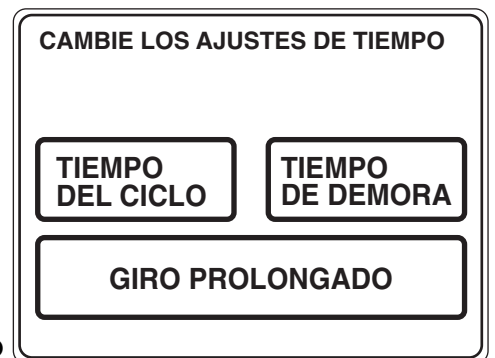 CAMBIE LOS AJUSTES DE TIEMPO
TIEMPO
DEL CICLO
TIEMPO
DE DEMORA
GIRO PROLONGADO